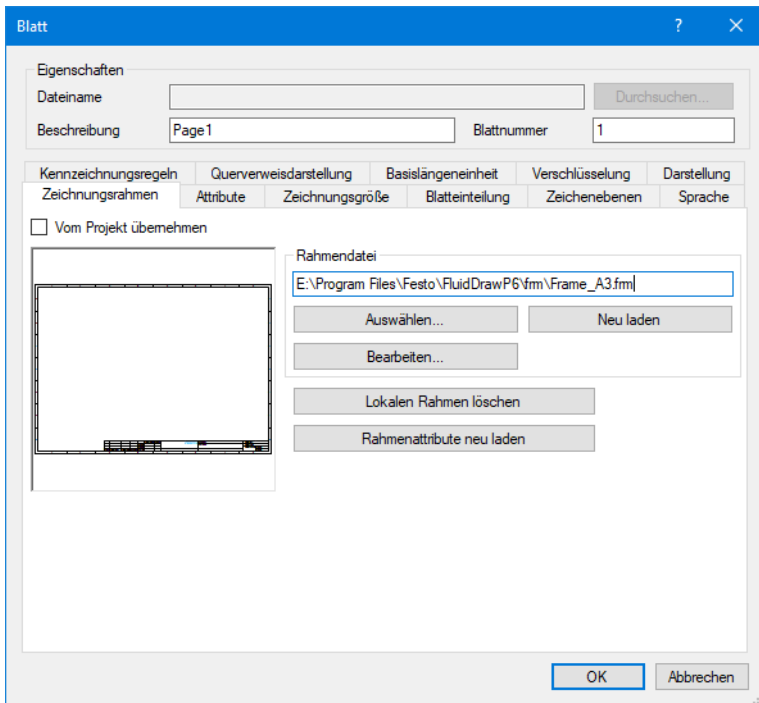 Blatt ? ×
Eigenschaften
Dateiname Durchsuchen...
Beschreibung Page1 Blattnummer 1
Kennzeichnungsregeln Querverweisdarstellung Basislängeneinheit Verschlüsselung Darstellung
Zeichnungsrahmen Attribute Zeichnungsgröße Blatteinteilung Zeichenebenen Sprache
Vom Projekt übernehmen
Rahmendatei
E:\Program Files\Festo\FluidDrawP6\frm\Frame_A3.frm
Auswählen... Neu laden
Bearbeiten...
Lokalen Rahmen löschen
Rahmenattribute neu laden
OK Abbrechen